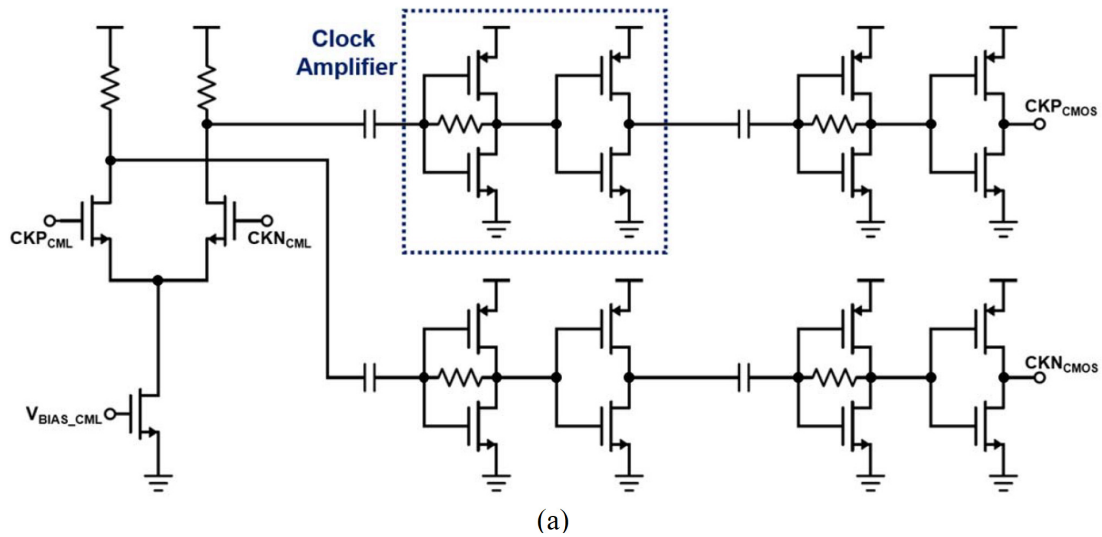 Clock
Amplifier
CKP_CMOS
CKP_CML
CKN_CML
CKN_CMOS
V_BIAS_CML
(a)